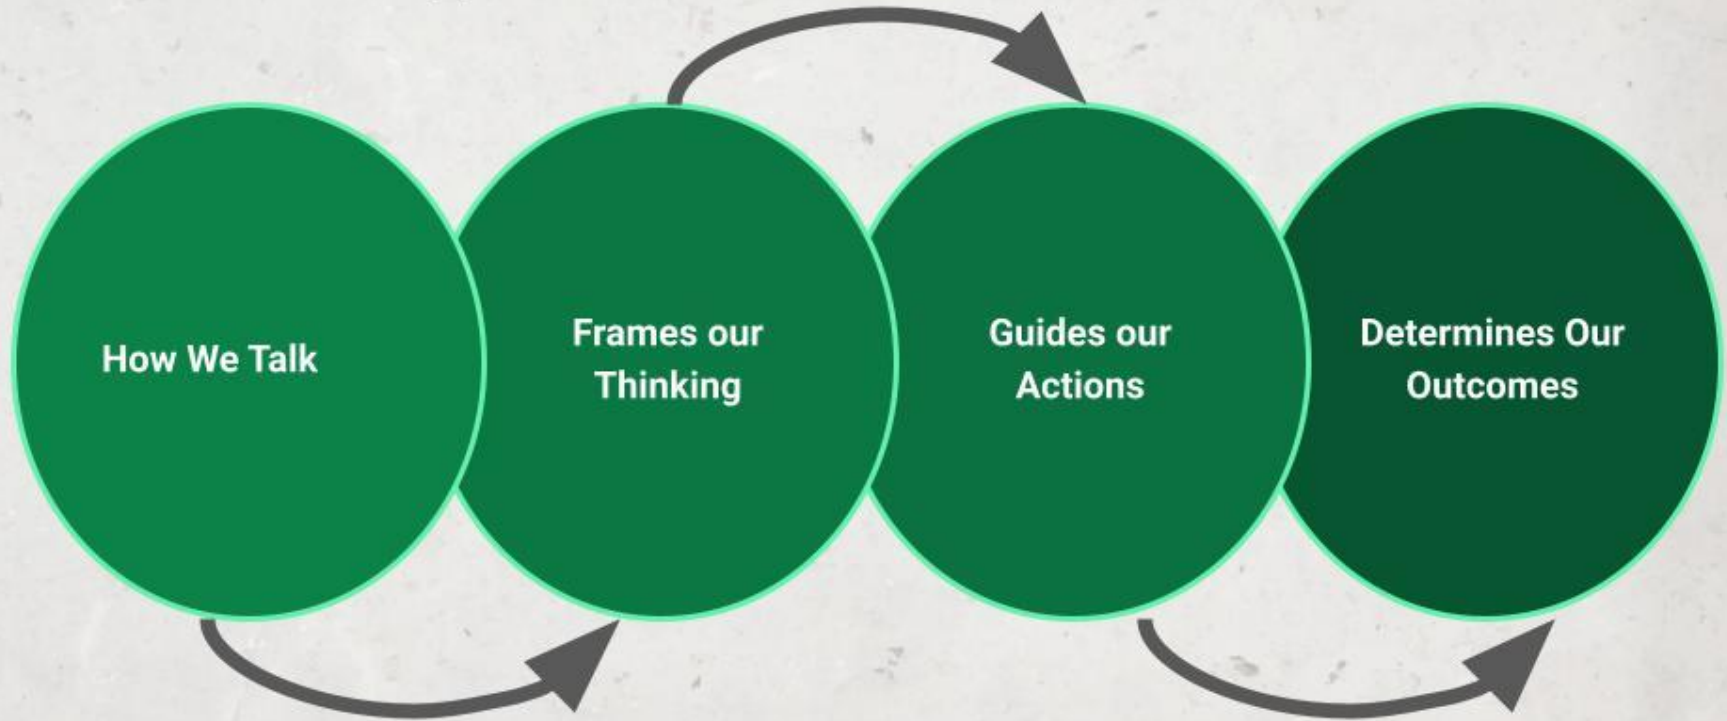 How We Talk
Frames our
Thinking
Guides our
Actions
Determines Our
Outcomes